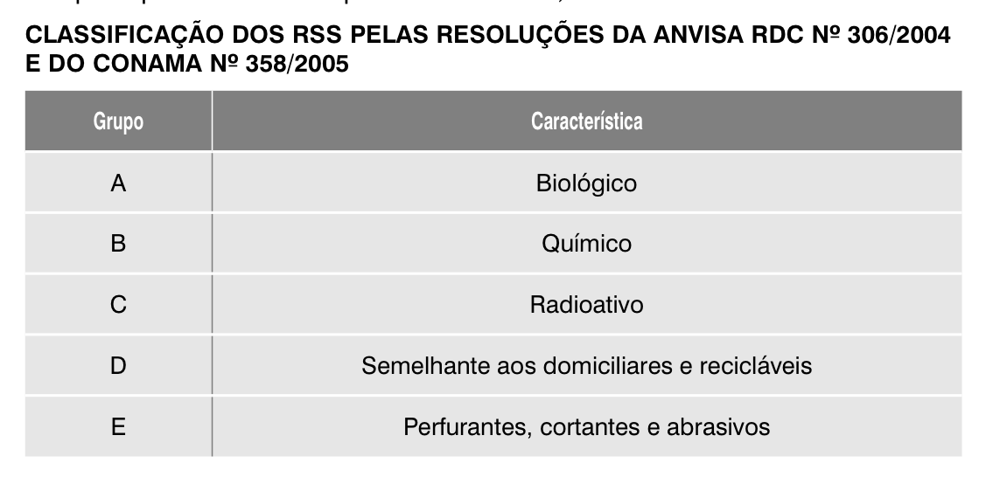 CLASSIFICAÇÃO DOS RSS PELAS RESOLUÇÕES DA ANVISA RDC Nº 306/2004
E DO CONAMA Nº 358/2005
Grupo Característica
A Biológico
B Químico
C Radioativo
D Semelhante aos domiciliares e recicláveis
E Perfurantes, cortantes e abrasivos